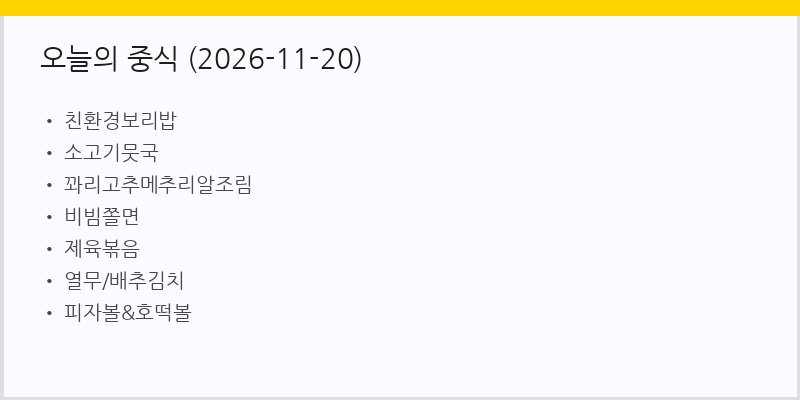 오늘의 중식 (2026-11-20)
• 친환경보리밥
• 소고기뭇국
• 꽈리고추메추리알조림
• 비빔쫄면
• 제육볶음
• 열무/배추김치
• 피자볼&호떡볼